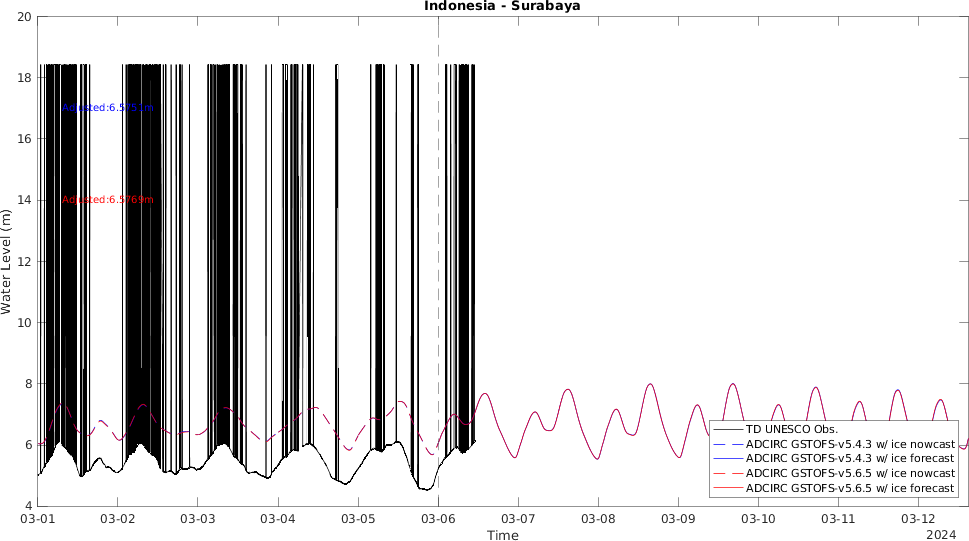 Indonesia - Surabaya
20
18
16
14
12
10
8
6
4
Water Level (m)
Adjusted:6.5769m
03-01
03-02
03-03
03-04
03-05
03-06
03-07
03-08
03-09
03-10
03-11
03-12
Time
2024
TD UNESCO Obs.
ADCIRC GSTOFS-v5.4.3 w/ ice nowcast
ADCIRC GSTOFS-v5.4.3 w/ ice forecast
ADCIRC GSTOFS-v5.6.5 w/ ice nowcast
ADCIRC GSTOFS-v5.6.5 w/ ice forecast